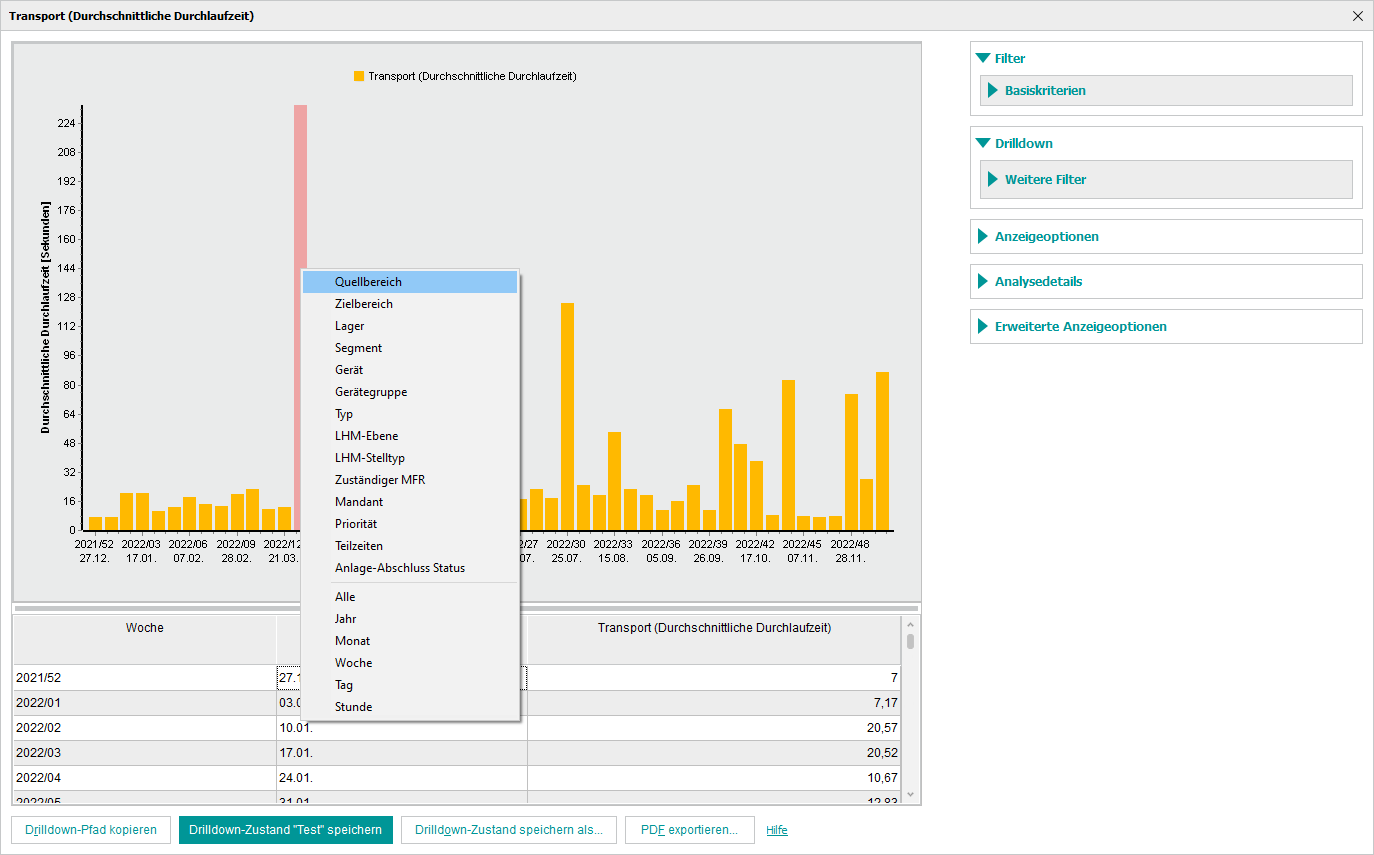 Transport (Durchschnittliche Durchlaufzeit)
Transport (Durchschnittliche Durchlaufzeit)
Durchschnittliche Durchlaufzeit [Sekunden]
224
208
192
176
160
144
128
112
96
80
64
48
32
16
0
2021/52 2022/03 2022/06 2022/09 2022/12 2/27 2022/30 2022/33 2022/36 2022/39 2022/42 2022/45 2022/48
27.12. 17.01. 07.02. 28.02. 21.03. 07. 25.07. 15.08. 05.09. 26.09. 17.10. 07.11. 28.11.
Quellbereich
Zielbereich
Lager
Segment
Gerät
Gerätegruppe
Typ
LHM-Ebene
LHM-Stelltyp
Zuständiger MFR
Mandant
Priorität
Teilzeiten
Anlage-Abschluss Status
Alle
Jahr
Monat
Woche
Tag
Stunde
Woche Transport (Durchschnittliche Durchlaufzeit)
2021/52 27.1 7
2022/01 03.0 7,17
2022/02 10.01. 20,57
2022/03 17.01. 20,52
2022/04 24.01. 10,67
2022/05 31.01. 12,83
Drilldown-Pfad kopieren
Drilldown-Zustand "Test" speichern
Drilldown-Zustand speichern als...
PDF exportieren...
Hilfe
Filter
Basiskriterien
Drilldown
Weitere Filter
Anzeigeoptionen
Analysedetails
Erweiterte Anzeigeoptionen